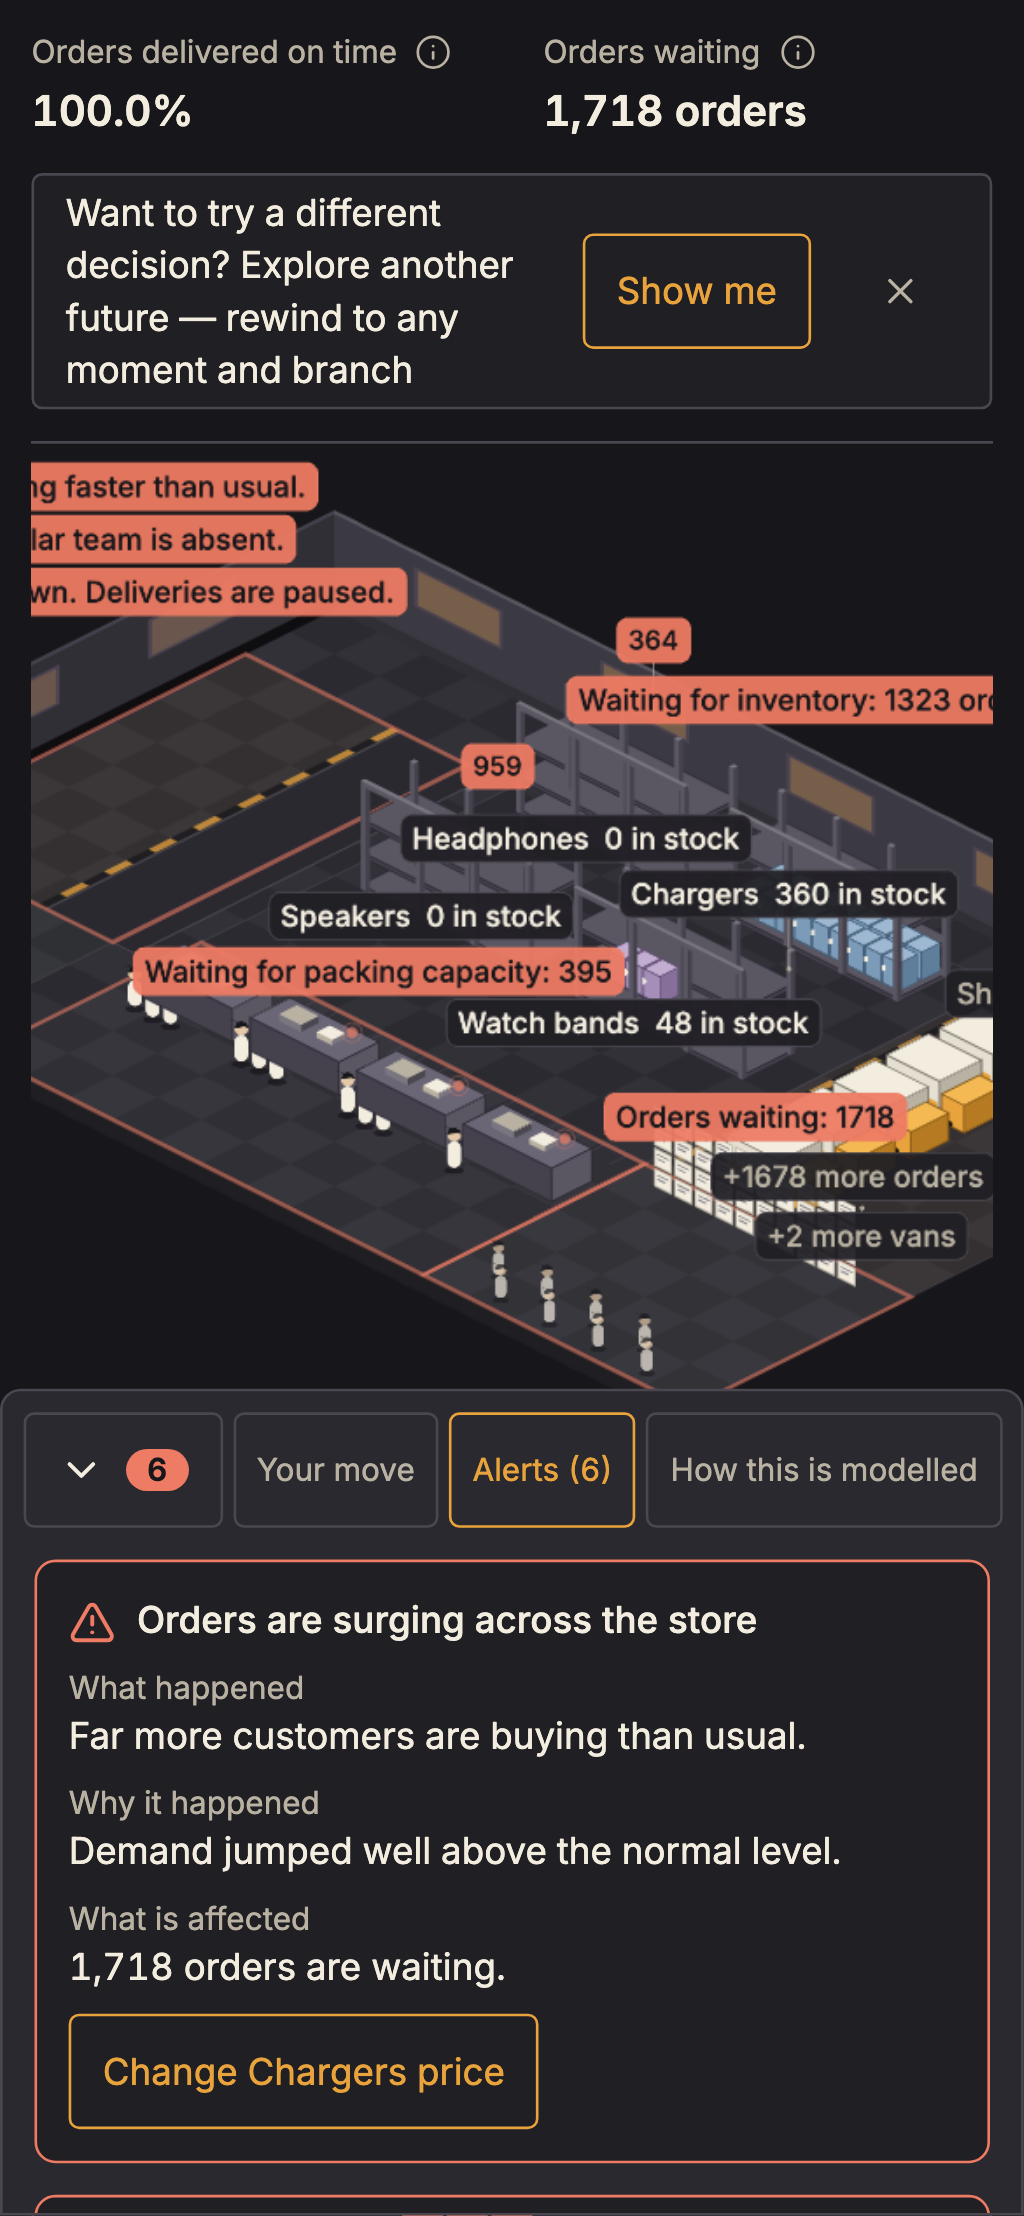 Orders delivered on time
100.0%
Orders waiting
1,718 orders
Want to try a different
decision? Explore another
future — rewind to any
moment and branch
Show me
faster than usual.
team is absent.
Deliveries are paused.
364
Waiting for inventory: 1323
959
Headphones 0 in stock
Chargers 360 in stock
Speakers 0 in stock
Waiting for packing capacity: 395
Watch bands 48 in stock
Orders waiting: 1718
+1678 more orders
+2 more vans
6
Your move
Alerts (6)
How this is modelled
Orders are surging across the store
What happened
Far more customers are buying than usual.
Why it happened
Demand jumped well above the normal level.
What is affected
1,718 orders are waiting.
Change Chargers price